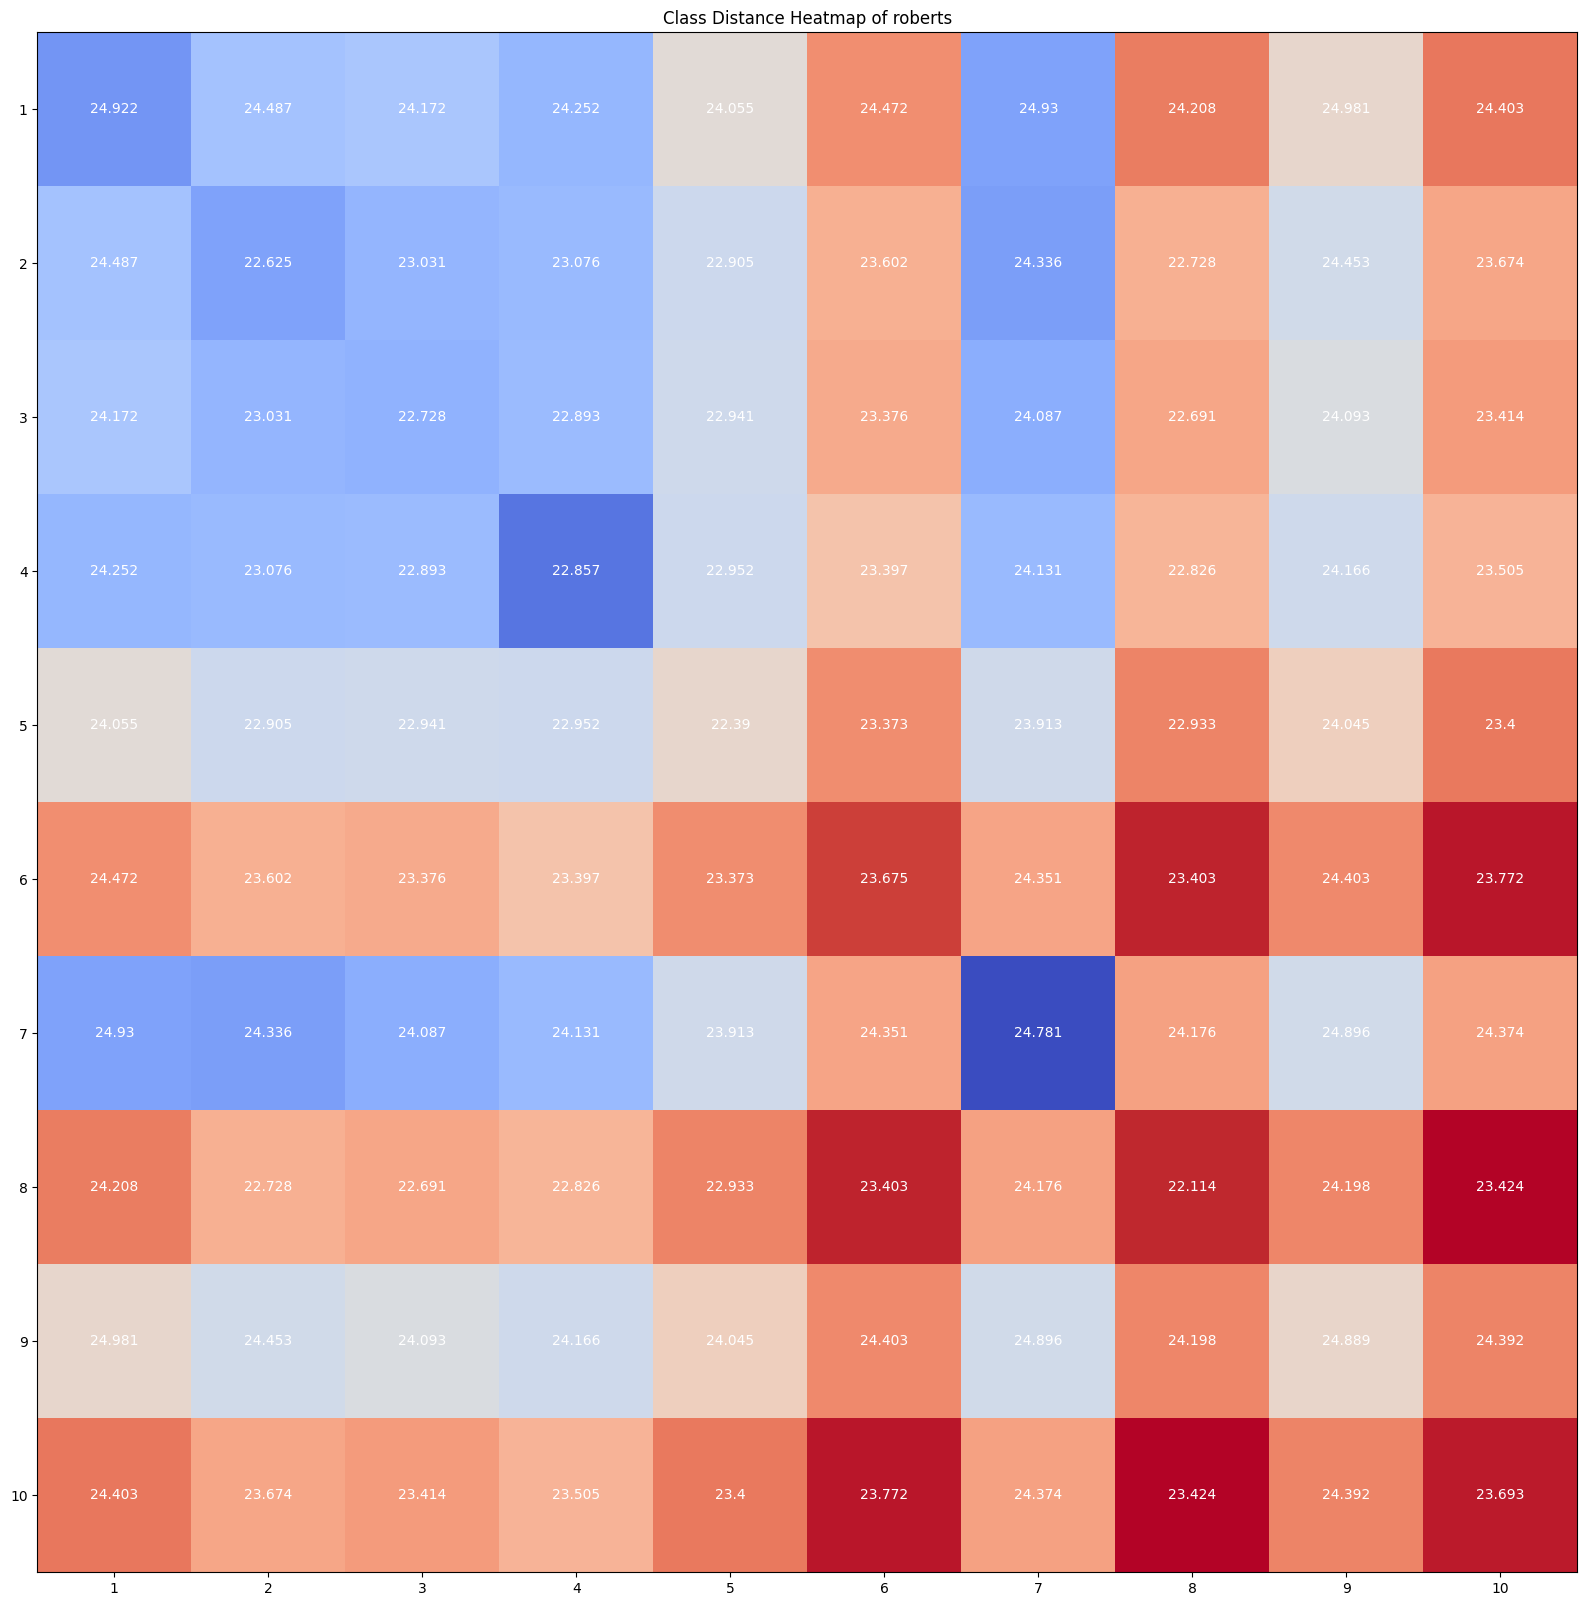 Class Distance Heatmap of roberts
1 24.922 24.487 24.172 24.252 24.055 24.472 24.93 24.208 24.981 24.403
2 24.487 22.625 23.031 23.076 22.905 23.602 24.336 22.728 24.453 23.674
3 24.172 23.031 22.728 22.893 22.941 23.376 24.087 22.691 24.093 23.414
4 24.252 23.076 22.893 22.857 22.952 23.397 24.131 22.826 24.166 23.505
5 24.055 22.905 22.941 22.952 22.39 23.373 23.913 22.933 24.045 23.4
6 24.472 23.602 23.376 23.397 23.373 23.675 24.351 23.403 24.403 23.772
7 24.93 24.336 24.087 24.131 23.913 24.351 24.781 24.176 24.896 24.374
8 24.208 22.728 22.691 22.826 22.933 23.403 24.176 22.114 24.198 23.424
9 24.981 24.453 24.093 24.166 24.045 24.403 24.896 24.198 24.889 24.392
10 24.403 23.674 23.414 23.505 23.4 23.772 24.374 23.424 24.392 23.693
1 2 3 4 5 6 7 8 9 10